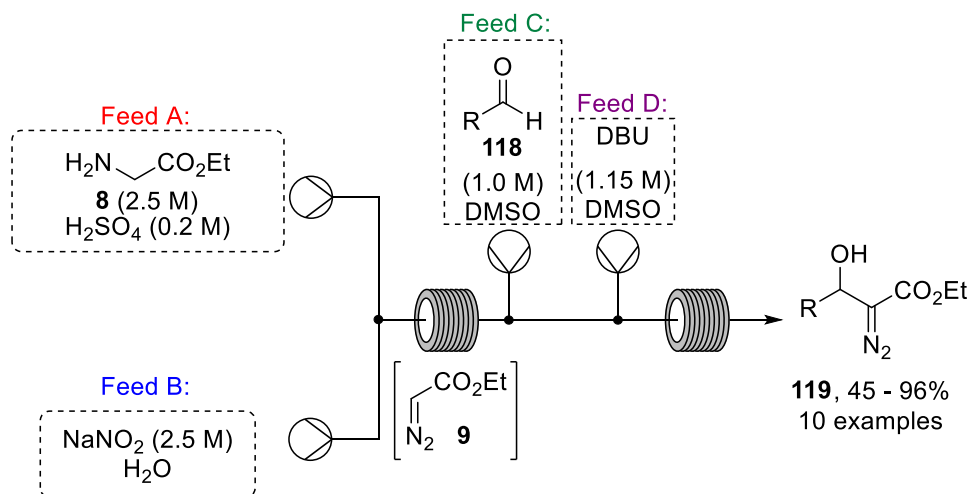 Feed A:
H₂N CO₂Et
8 (2.5 M)
H₂SO₄ (0.2 M)
Feed B:
NaNO₂ (2.5 M)
H₂O
CO₂Et
N₂ 9
Feed C:
O
R H
118
(1.0 M)
DMSO
Feed D:
DBU
(1.15 M)
DMSO
OH
R CO₂Et
N₂
119, 45 - 96%
10 examples